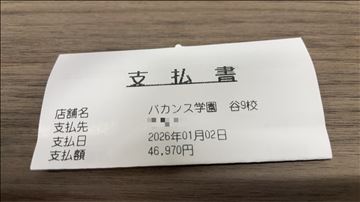 支払書
店舗名 バカンス学園 谷9校
支払先
支払日 2026年01月02日
支払額 46,970円